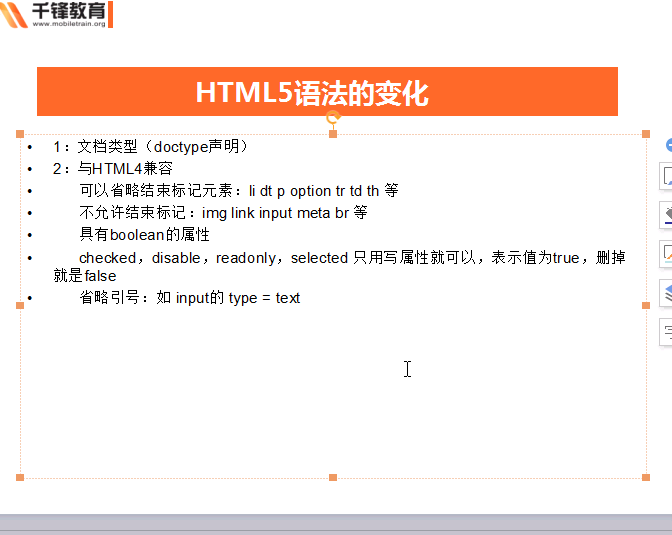 千锋教育
www.mobiletrain.org
HTML5语法的变化
• 1：文档类型（doctype声明）
• 2：与HTML4兼容
• 可以省略结束标记元素：li dt p option tr td th 等
• 不允许结束标记：img link input meta br 等
• 具有boolean的属性
• checked，disable，readonly，selected 只用写属性就可以，表示值为true，删掉
就是false
• 省略引号：如 input的 type = text